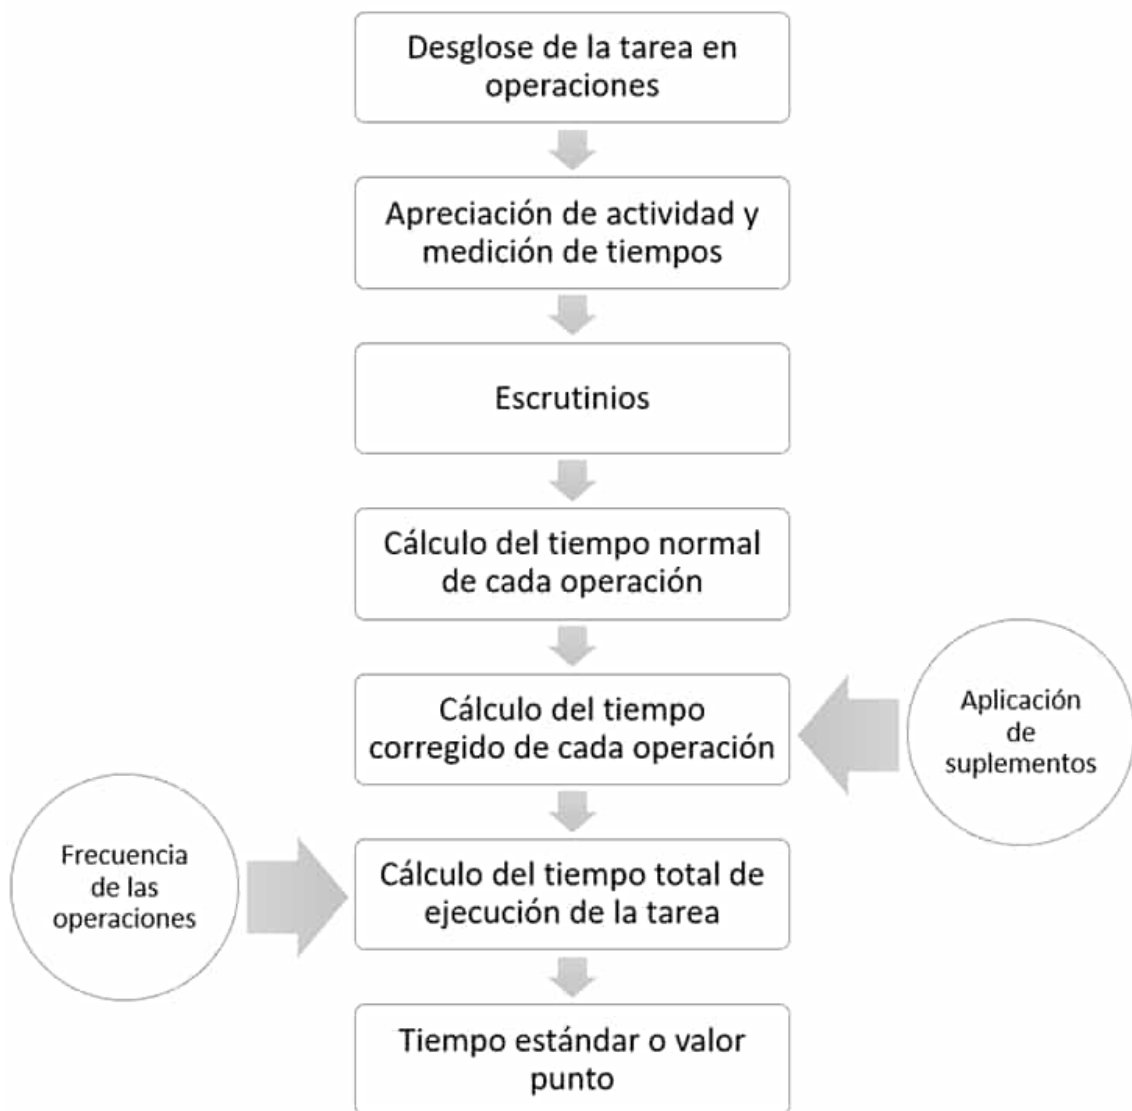 Desglose de la tarea en
operaciones
Apreciación de actividad y
medición de tiempos
Escrutinios
Cálculo del tiempo normal
de cada operación
Cálculo del tiempo
corregido de cada operación
Aplicación
de
suplementos
Frecuencia
de las
operaciones
Cálculo del tiempo total de
ejecución de la tarea
Tiempo estándar o valor
punto